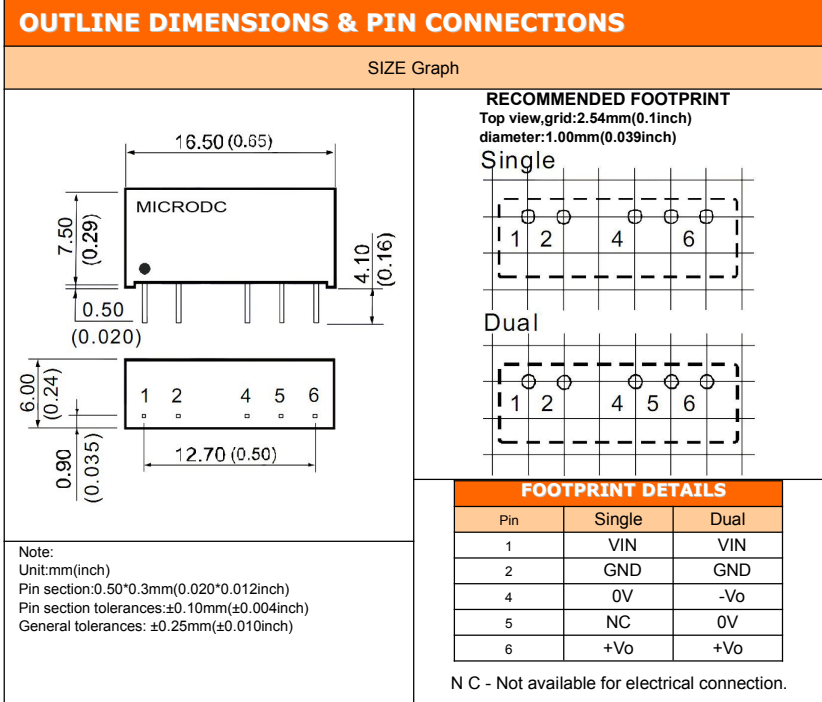 OUTLINE DIMENSIONS & PIN CONNECTIONS
SIZE Graph
16.50 (0.65)
MICRODC
7.50
(0.29)
4.10
(0.16)
0.50
(0.020)
6.00
(0.24)
1 2 4 5 6
0.90
(0.035)
12.70 (0.50)
Note:
Unit:mm(inch)
Pin section:0.50*0.3mm(0.020*0.012inch)
Pin section tolerances:±0.10mm(±0.004inch)
General tolerances: ±0.25mm(±0.010inch)
RECOMMENDED FOOTPRINT
Top view,grid:2.54mm(0.1inch)
diameter:1.00mm(0.039inch)
Single
1 2 4 6
Dual
1 2 4 5 6
FOOTPRINT DETAILS
Pin Single Dual
1 VIN VIN
2 GND GND
4 0V -Vo
5 NC 0V
6 +Vo +Vo
N C - Not available for electrical connection.